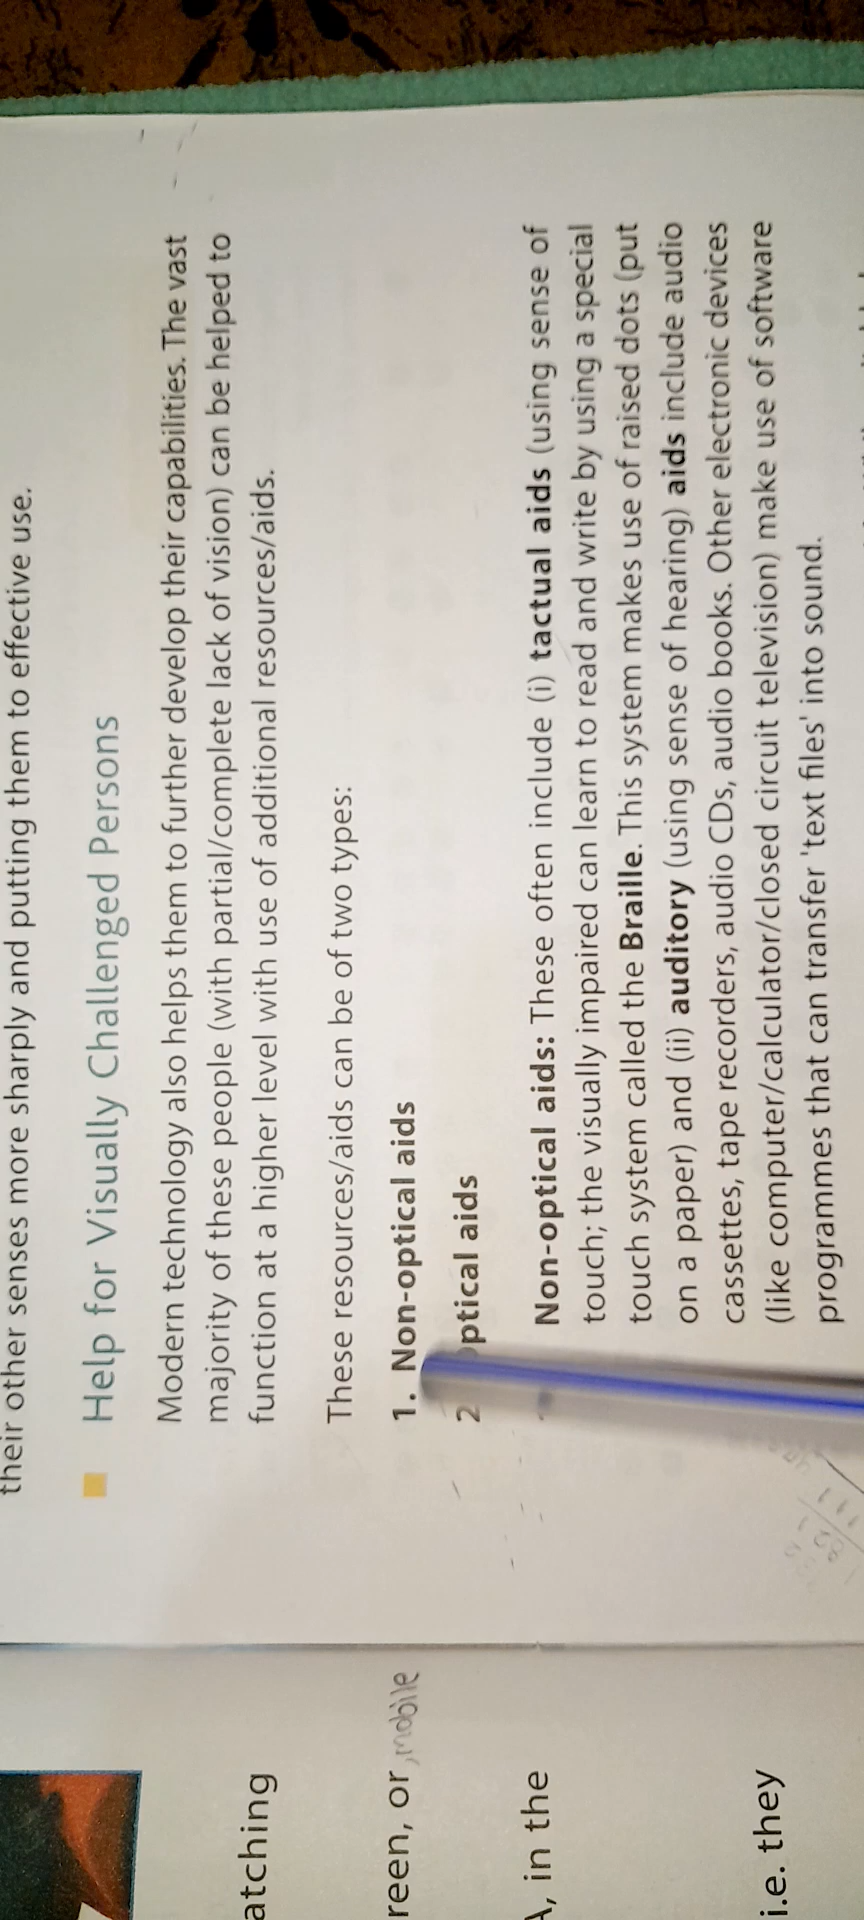 their other senses more sharply and putting them to effective use.
Help for Visually Challenged Persons
Modern technology also helps them to further develop their capabilities. The vast
majority of these people (with partial/complete lack of vision) can be helped to
function at a higher level with use of additional resources/aids.
These resources/aids can be of two types:
1. Non-optical aids
2 ptical aids
Non-optical aids: These often include (i) tactual aids (using sense of
touch; the visually impaired can learn to read and write by using a special
touch system called the Braille. This system makes use of raised dots (put
on a paper) and (ii) auditory (using sense of hearing) aids include audio
cassettes, tape recorders, audio CDs, audio books. Other electronic devices
(like computer/calculator/closed circuit television) make use of software
programmes that can transfer 'text files' into sound.
atching
reen, or ,mobile
A, in the
i.e. they